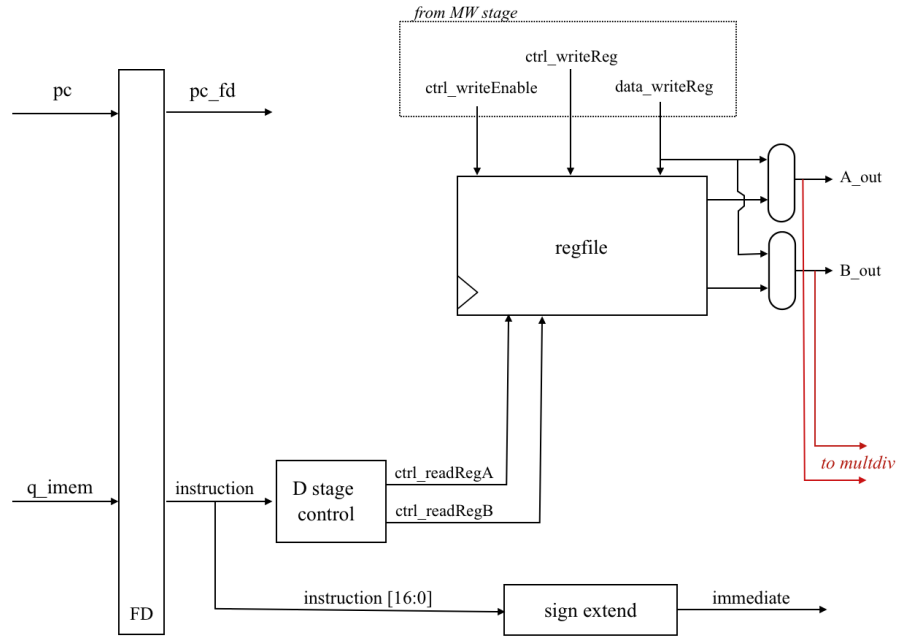 from MW stage
ctrl_writeReg
ctrl_writeEnable
data_writeReg
pc
pc_fd
A_out
regfile
B_out
to multdiv
q_imem
instruction
D stage
control
ctrl_readRegA
ctrl_readRegB
instruction [16:0]
sign extend
immediate
FD